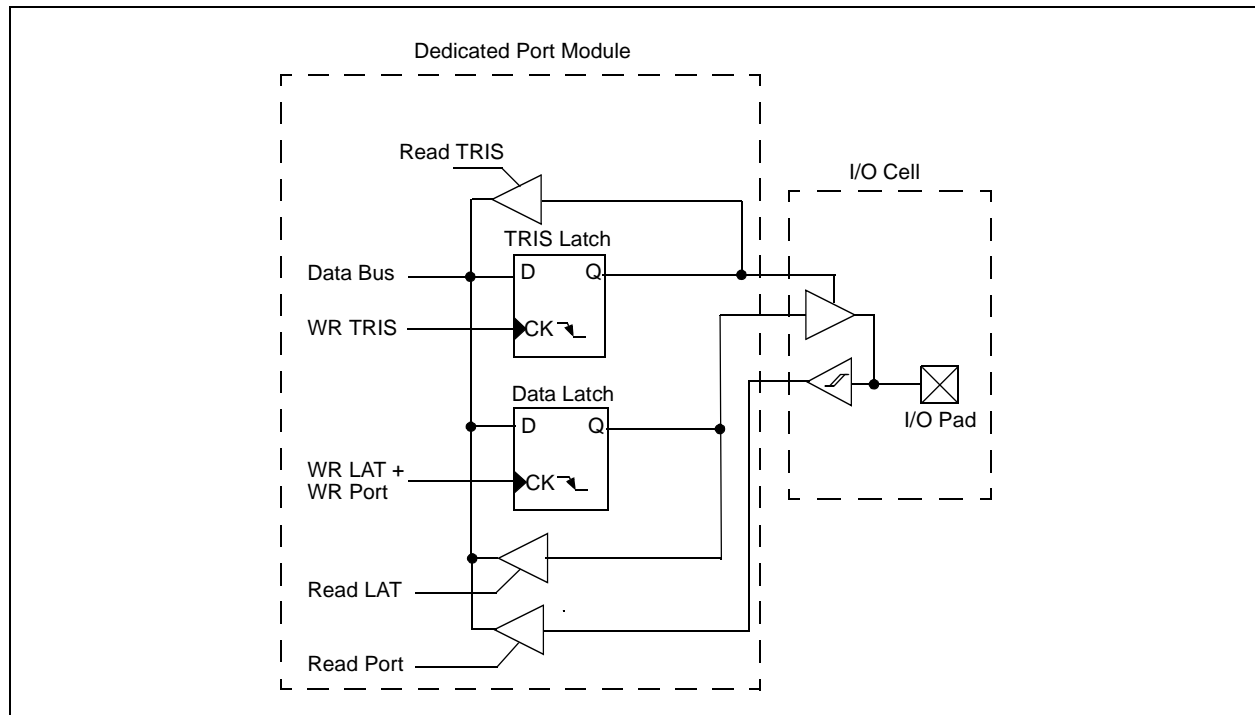 Dedicated Port Module
Read TRIS
I/O Cell
TRIS Latch
Data Bus
D
Q
WR TRIS
CK
I/O Pad
Data Latch
D
Q
WR LAT +
WR Port
CK
Read LAT
Read Port